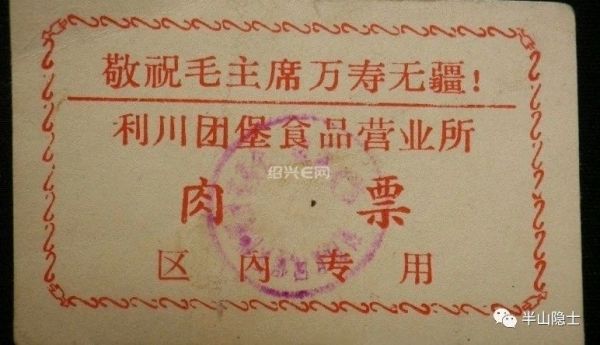 敬祝毛主席万寿无疆！
利川团堡食品营业所
绍兴E网
肉票
区内专用
半山隐士